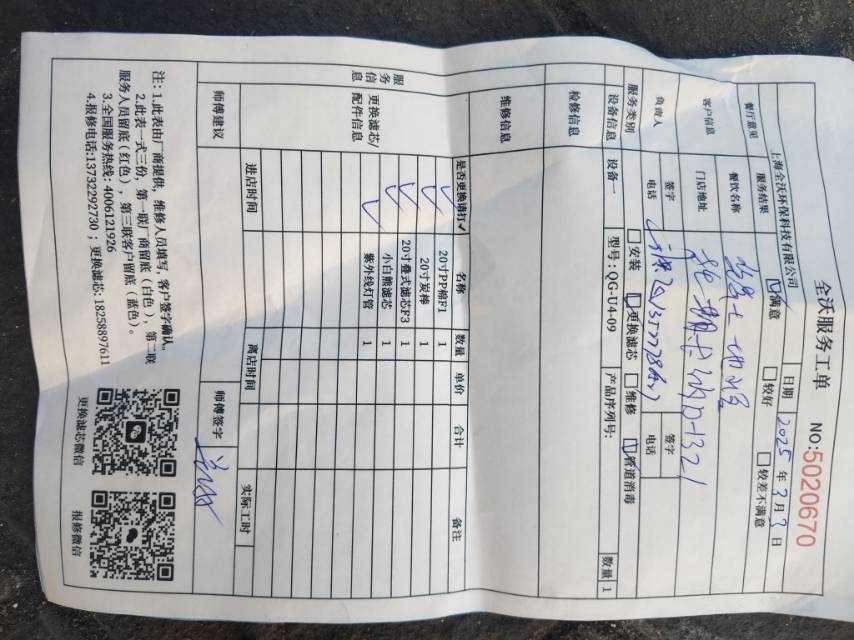 全沃服务工单
NO:5020670
上海全沃环保科技有限公司
日期 2025 年 3 月 3 日
餐厅意见 服务结果 ☑满意 □较好 □较差不满意
客户信息 餐饮名称
门店地址
负责人 签字 签字
电话 电话
服务类别 □安装 ☑更换滤芯 □维修 ☑管道消毒
设备信息 设备一 型号:QG-U4-09 产品序列号: 数量 1
检修信息
维修信息
服务信息
更换滤芯/配件信息
是否更换请打✓ 名称 数量 单价 合计 备注
✓ 20寸PP棉F1 1
✓ 20寸炭棒 1
✓ 20寸叠式滤芯F3 1
✓ 小白熊滤芯 1
✓ 紫外线灯管 1
进店时间 离店时间 实际工时
师傅建议 师傅签字
注:1.此表由厂商提供,维修人员填写,客户签字确认。
2.此表一式三份,第一联厂商留底(白色),第二联
服务人员留底(红色),第三联客户留底(蓝色)。
3.全国服务热线:4006121926
4.报修电话:13732292730;更换滤芯:18258897611
更换滤芯微信
报修微信